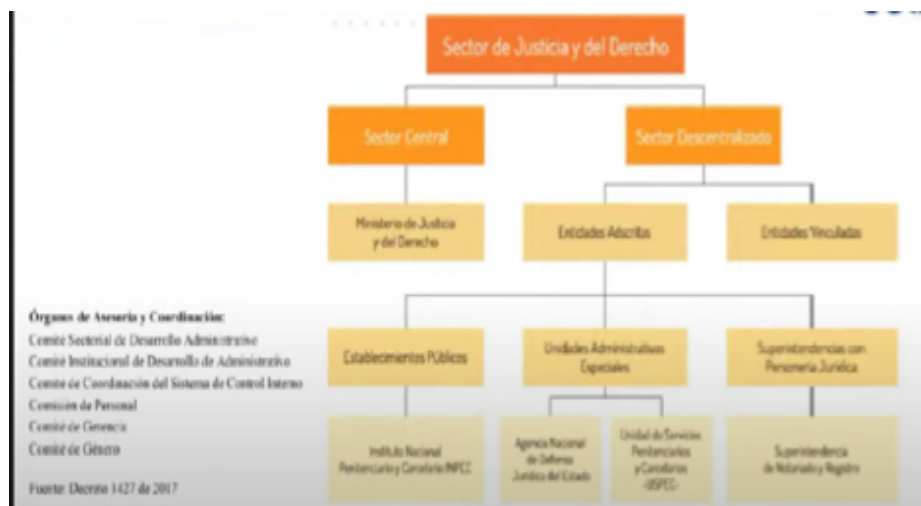 Sector de Justicia y del Derecho
Sector Central
Sector Descentralizado
Ministerio de Justicia
y del Derecho
Entidades Adscritas
Entidades Vinculadas
Órganos de Asesoría y Coordinación:
Comité Sectorial de Desarrollo Administrativo
Comité Institucional de Desarrollo de Administrativo
Comité de Coordinación del Sistema de Control Interno
Comisión de Personal
Comité de Gerencia
Comité de Género
Fuente: Decreto 1427 de 2017
Establecimientos Públicos
Unidades Administrativas
Especiales
Superintendencias con
Personería Jurídica
Instituto Nacional
Penitenciario y Carcelario INPEC
Agencia Nacional
de Defensa
Jurídica del Estado
Unidad de Servicios
Penitenciarios
y Carcelarios
-USPEC-
Superintendencia
de Notariado y Registro